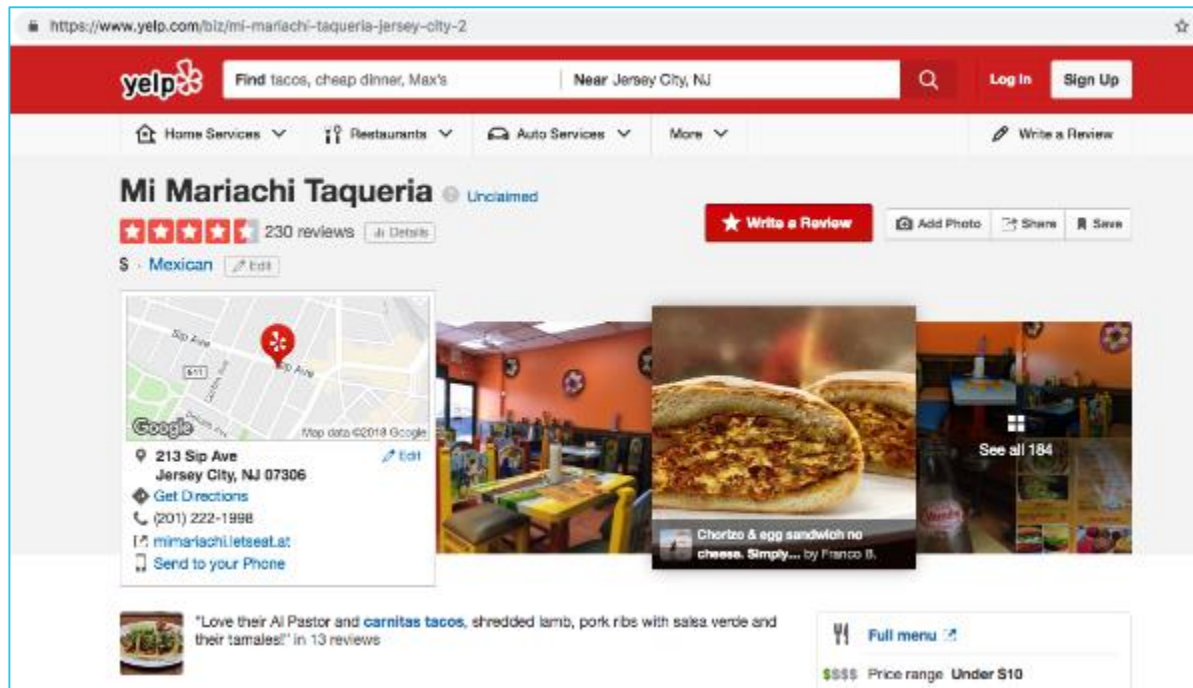 https://www.yelp.com/biz/mi-mariachi-taqueria-jersey-city-2
yelp
Find tacos, cheap dinner, Max's
Near Jersey City, NJ
Log In
Sign Up
Home Services
Restaurants
Auto Services
More
Write a Review
Mi Mariachi Taqueria
Unclaimed
230 reviews
Details
Write a Review
Add Photo
Share
Save
$ · Mexican
Edit
Sip Ave
Sip Ave
Google
Map data ©2018 Google
213 Sip Ave
Edit
Jersey City, NJ 07306
Get Directions
(201) 222-1998
mimariachi.letseat.at
Send to your Phone
Chorizo & egg sandwich no
cheese. Simply... by Franco B.
See all 184
"Love their Al Pastor and carnitas tacos, shredded lamb, pork ribs with salsa verde and
their tamales!" in 13 reviews
Full menu
$$$$ Price range Under $10